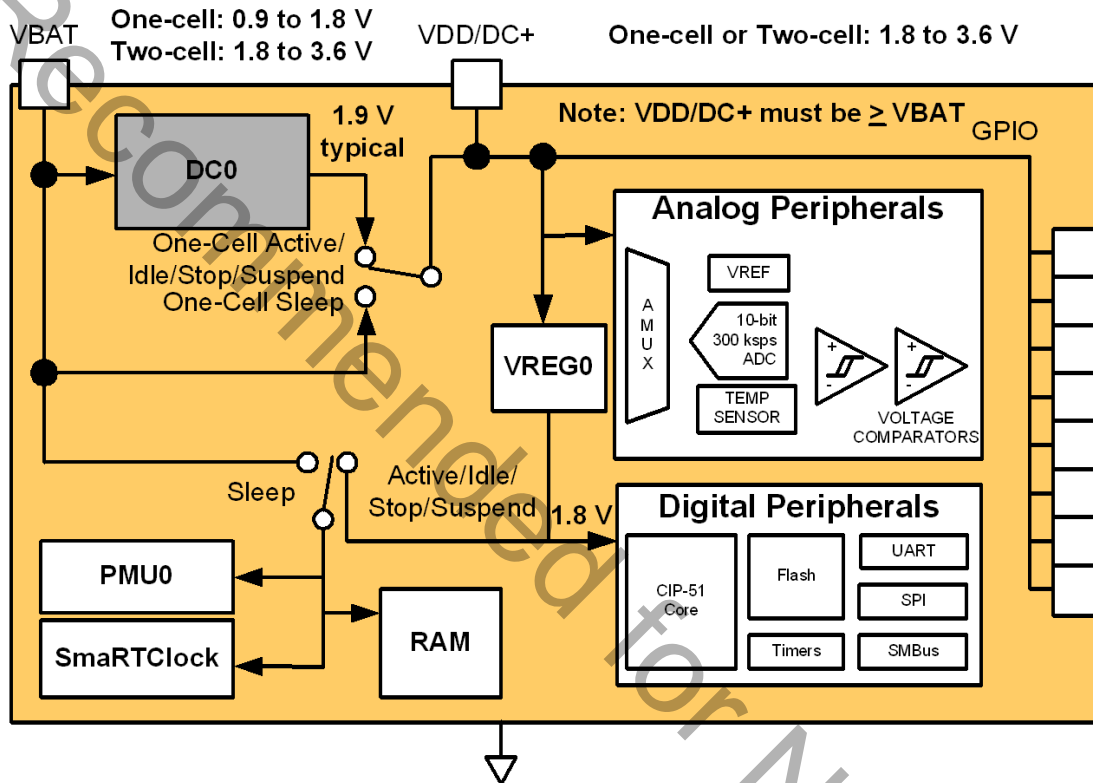 VBAT
One-cell: 0.9 to 1.8 V
Two-cell: 1.8 to 3.6 V
VDD/DC+
One-cell or Two-cell: 1.8 to 3.6 V
Note: VDD/DC+ must be ≥ VBAT
GPIO
1.9 V
typical
DC0
One-Cell Active/
Idle/Stop/Suspend
One-Cell Sleep
VREG0
Analog Peripherals
A
M
U
X
VREF
10-bit
300 ksps
ADC
TEMP
SENSOR
+
-
+
-
VOLTAGE
COMPARATORS
Sleep
Active/Idle/
Stop/Suspend
1.8 V
Digital Peripherals
CIP-51
Core
Flash
Timers
UART
SPI
SMBus
PMU0
SmaRTClock
RAM
Recommended for N